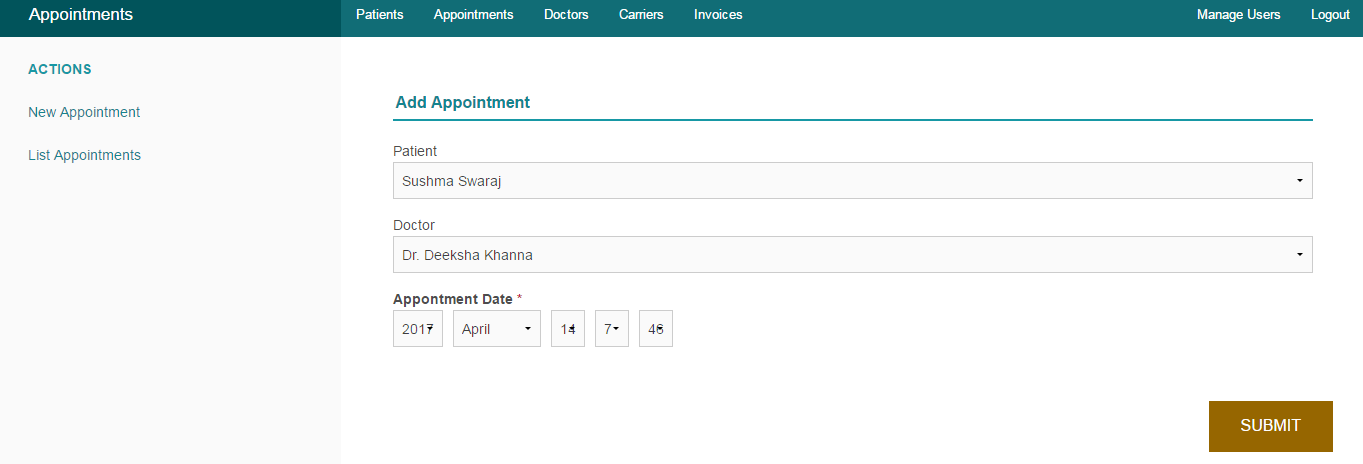 Appointments Patients Appointments Doctors Carriers Invoices Manage Users Logout
ACTIONS
New Appointment
List Appointments
Add Appointment
Patient
Sushma Swaraj
Doctor
Dr. Deeksha Khanna
Appontment Date *
2017 April 14 7 46
SUBMIT